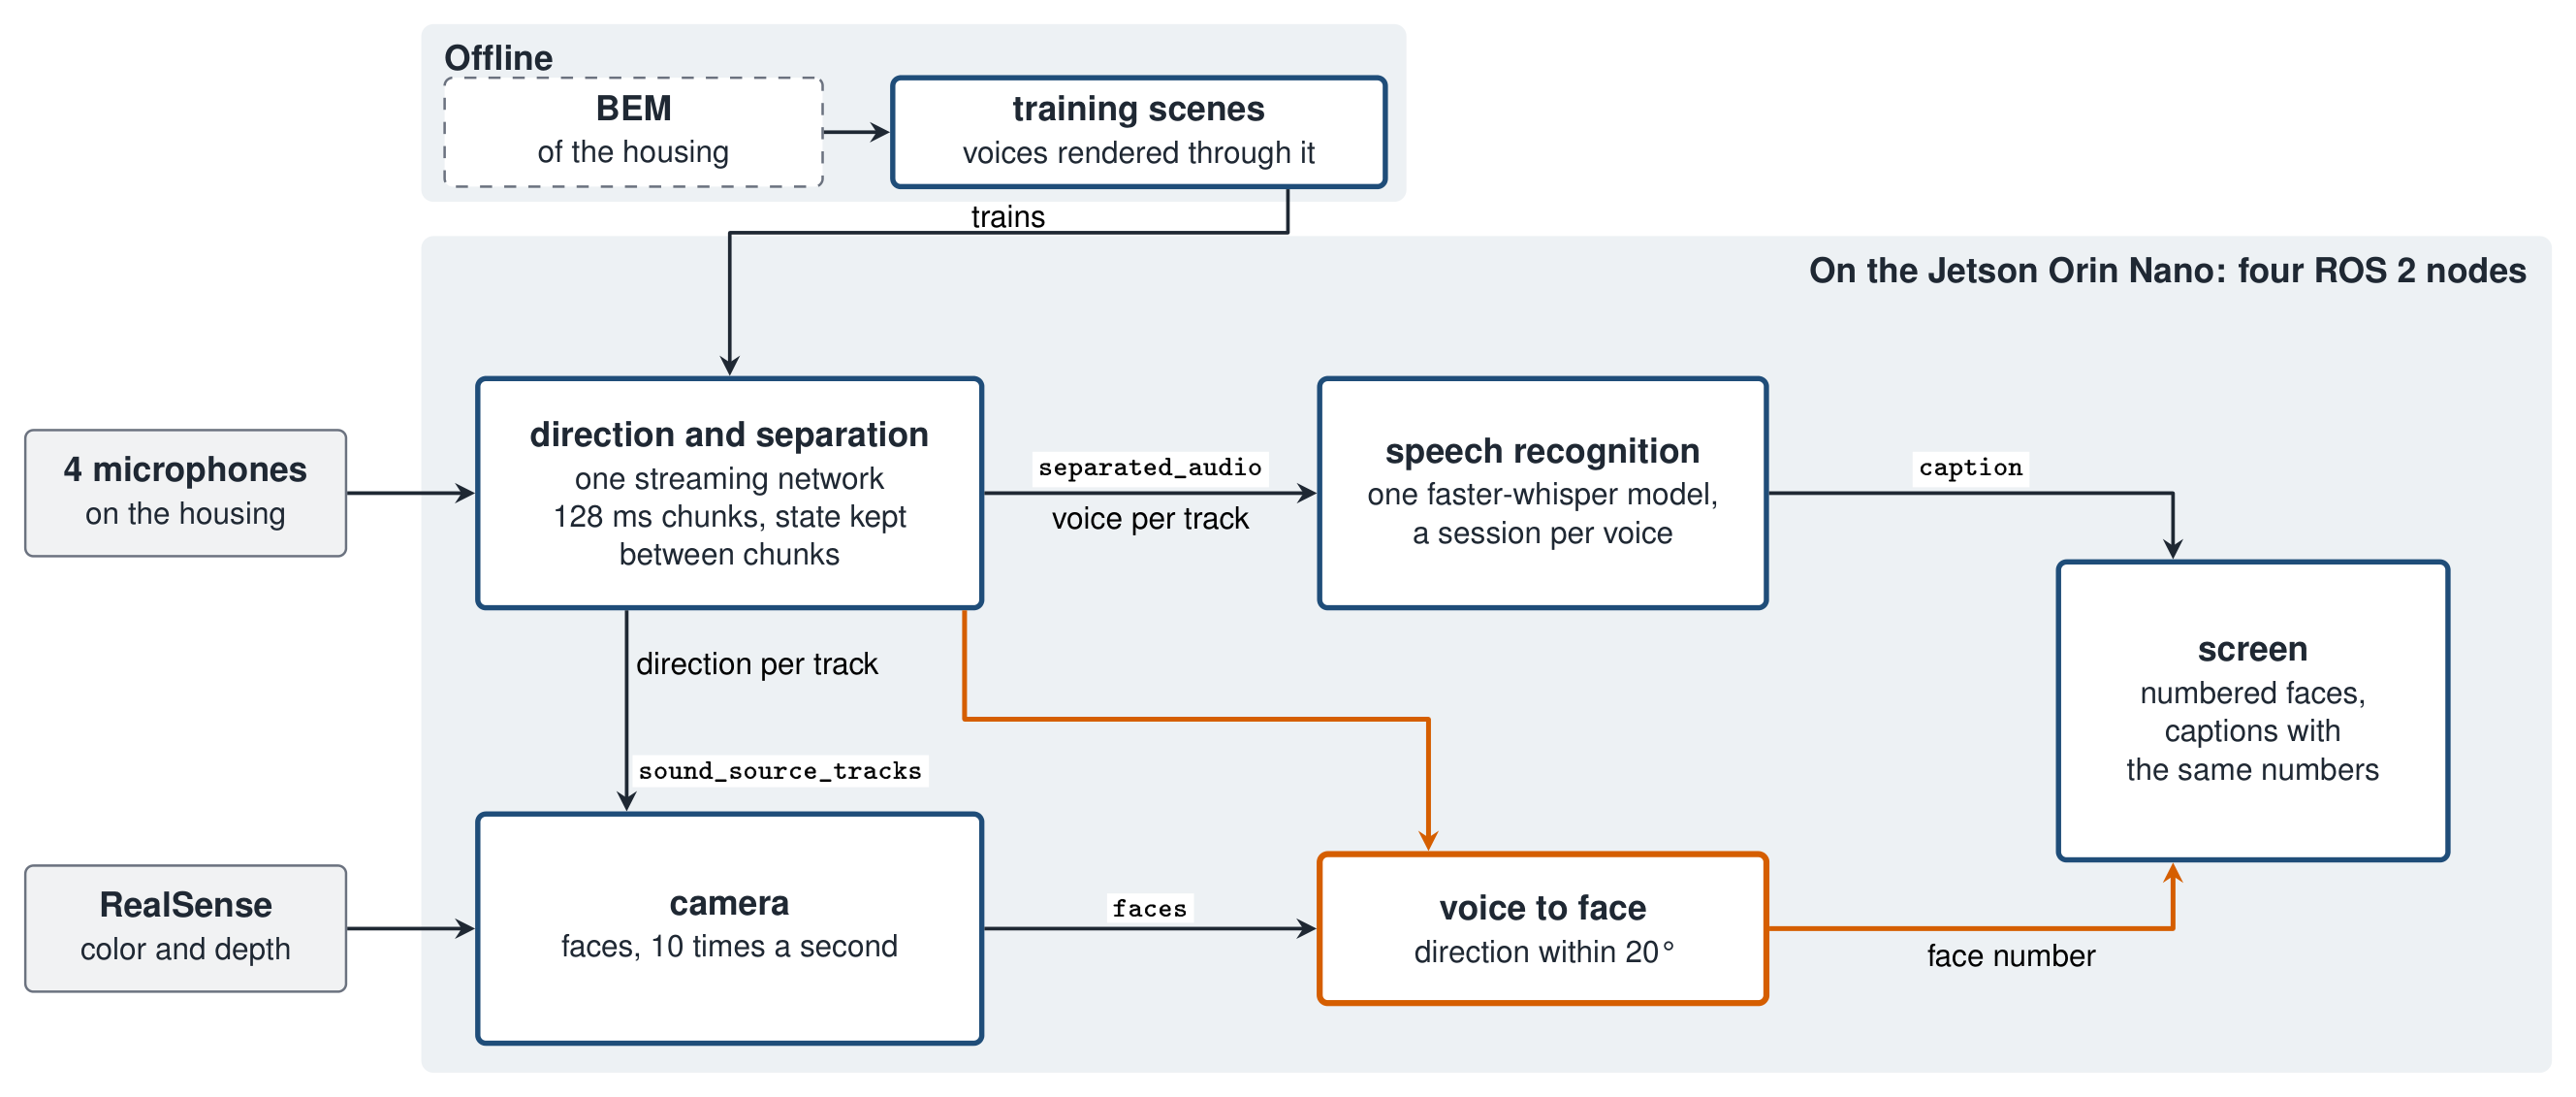 Offline
BEM
of the housing
training scenes
voices rendered through it
trains
On the Jetson Orin Nano: four ROS 2 nodes
4 microphones
on the housing
direction and separation
one streaming network
128 ms chunks, state kept
between chunks
separated_audio
voice per track
speech recognition
one faster-whisper model,
a session per voice
caption
screen
numbered faces,
captions with
the same numbers
direction per track
sound_source_tracks
RealSense
color and depth
camera
faces, 10 times a second
faces
voice to face
direction within 20°
face number